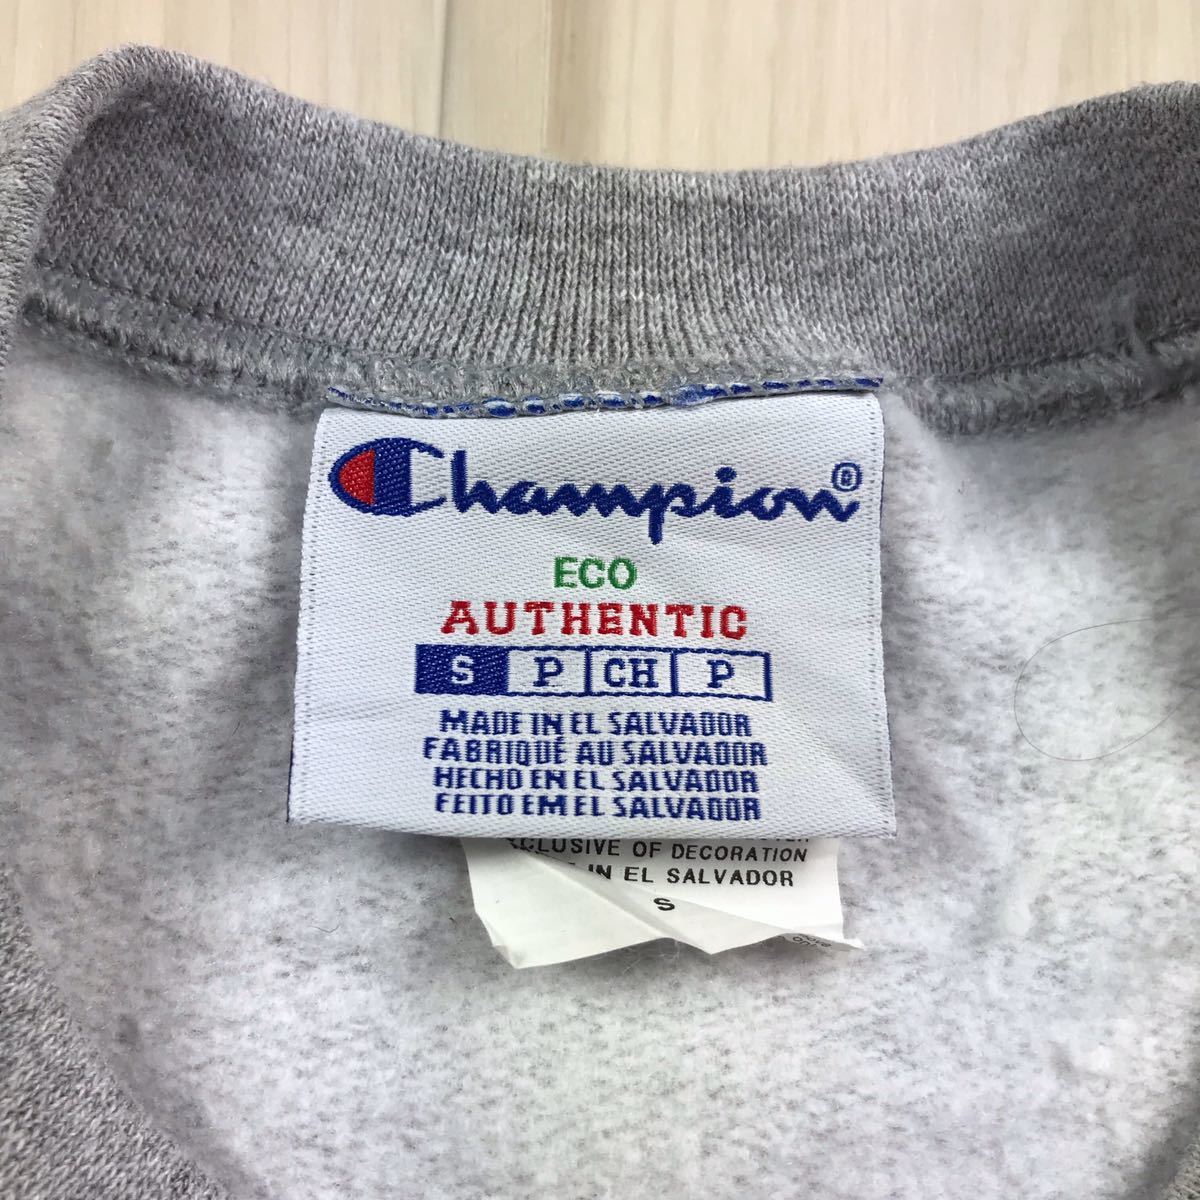 Champion®
ECO
AUTHENTIC
S P CH P
MADE IN EL SALVADOR
FABRIQUÉ AU SALVADOR
HECHO EN EL SALVADOR
FEITO EM EL SALVADOR
EXCLUSIVE OF DECORATION
IN EL SALVADOR
S